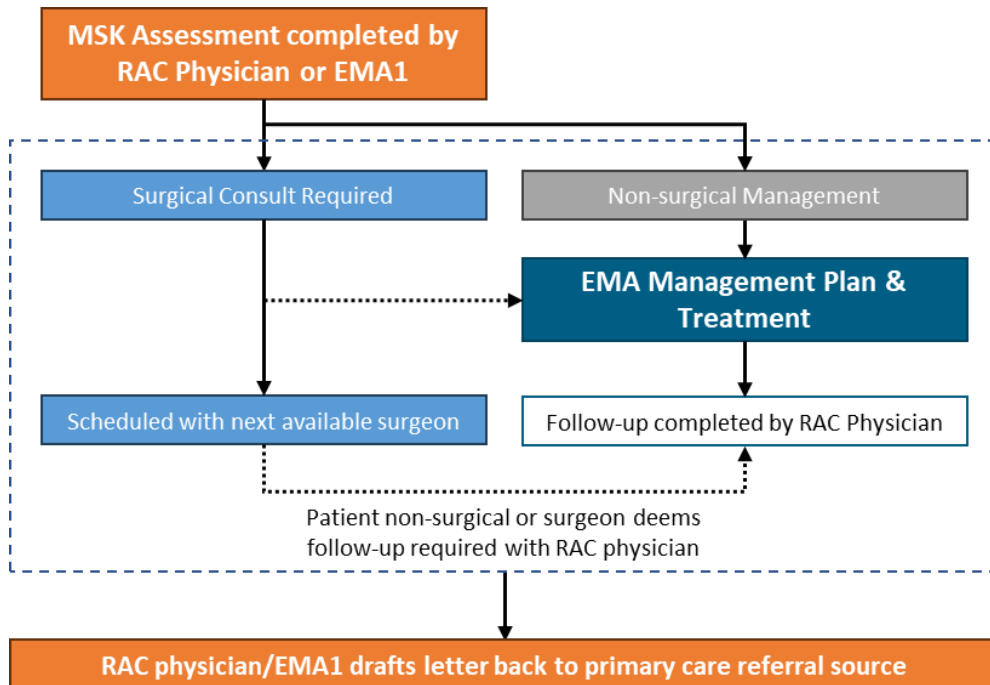 MSK Assessment completed by
RAC Physician or EMA1
Surgical Consult Required
Non-surgical Management
EMA Management Plan &
Treatment
Scheduled with next available surgeon
Follow-up completed by RAC Physician
Patient non-surgical or surgeon deems
follow-up required with RAC physician
RAC physician/EMA1 drafts letter back to primary care referral source